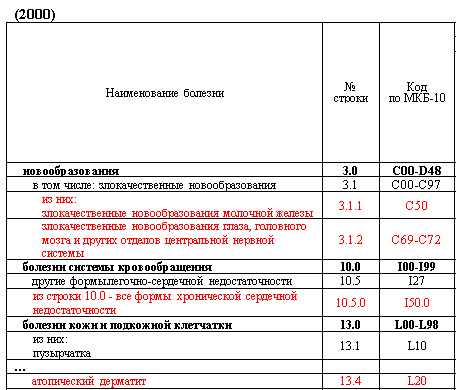 (2000)
Наименование болезни № строки Код по МКБ-10
новообразования 3.0 C00-D48
в том числе: злокачественные новообразования 3.1 C00-C97
из них:
злокачественные новообразования молочной железы 3.1.1 C50
злокачественные новообразования глаза, головного
мозга и других отделов центральной нервной 3.1.2 C69-C72
системы
болезни системы кровообращения 10.0 I00-I99
другие формылегочно-сердечной недостаточности 10.5 I27
из строки 10.0 - все формы хронической сердечной
недостаточности 10.5.0 I50.0
болезни кожи и подкожной клетчатки 13.0 L00-L98
из них:
пузырчатка 13.1 L10
...
атопический дерматит 13.4 L20